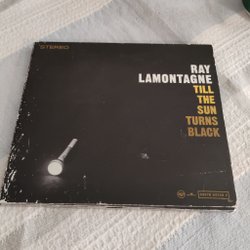 STEREO
RAY
LAMONTAGNE
TILL
THE
SUN
TURNS
BLACK